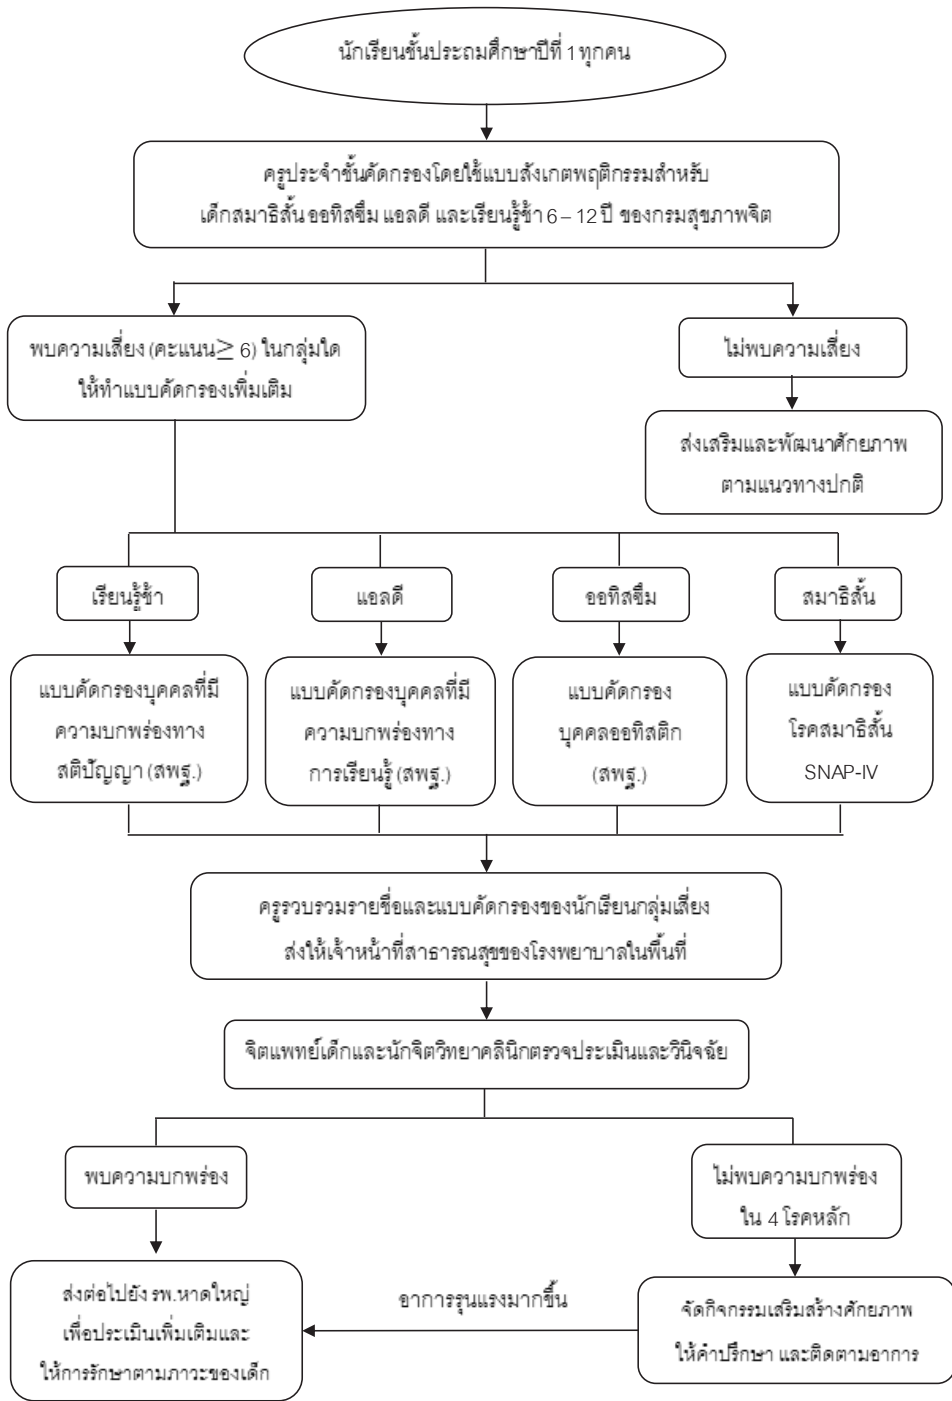 นักเรียนชั้นประถมศึกษาปีที่ 1 ทุกคน
ครูประจำชั้นคัดกรองโดยใช้แบบสังเกตพฤติกรรมสำหรับ
เด็กสมาธิสั้น ออทิสซึม แอลดี และเรียนรู้ช้า 6 – 12 ปี ของกรมสุขภาพจิต
พบความเสี่ยง (คะแนน ≥ 6) ในกลุ่มใด
ให้ทำแบบคัดกรองเพิ่มเติม
ไม่พบความเสี่ยง
ส่งเสริมและพัฒนาศักยภาพ
ตามแนวทางปกติ
เรียนรู้ช้า
แอลดี
ออทิสซึม
สมาธิสั้น
แบบคัดกรองบุคคลที่มี
ความบกพร่องทาง
สติปัญญา (สพฐ.)
แบบคัดกรองบุคคลที่มี
ความบกพร่องทาง
การเรียนรู้ (สพฐ.)
แบบคัดกรอง
บุคคลออทิสติก
(สพฐ.)
แบบคัดกรอง
โรคสมาธิสั้น
SNAP-IV
ครูรวบรวมรายชื่อและแบบคัดกรองของนักเรียนกลุ่มเสี่ยง
ส่งให้เจ้าหน้าที่สาธารณสุขของโรงพยาบาลในพื้นที่
จิตแพทย์เด็กและนักจิตวิทยาคลินิกตรวจประเมินและวินิจฉัย
พบความบกพร่อง
ไม่พบความบกพร่อง
ใน 4 โรคหลัก
ส่งต่อไปยัง รพ.หาดใหญ่
เพื่อประเมินเพิ่มเติมและ
ให้การรักษาตามภาวะของเด็ก
อาการรุนแรงมากขึ้น
จัดกิจกรรมเสริมสร้างศักยภาพ
ให้คำปรึกษา และติดตามอาการ